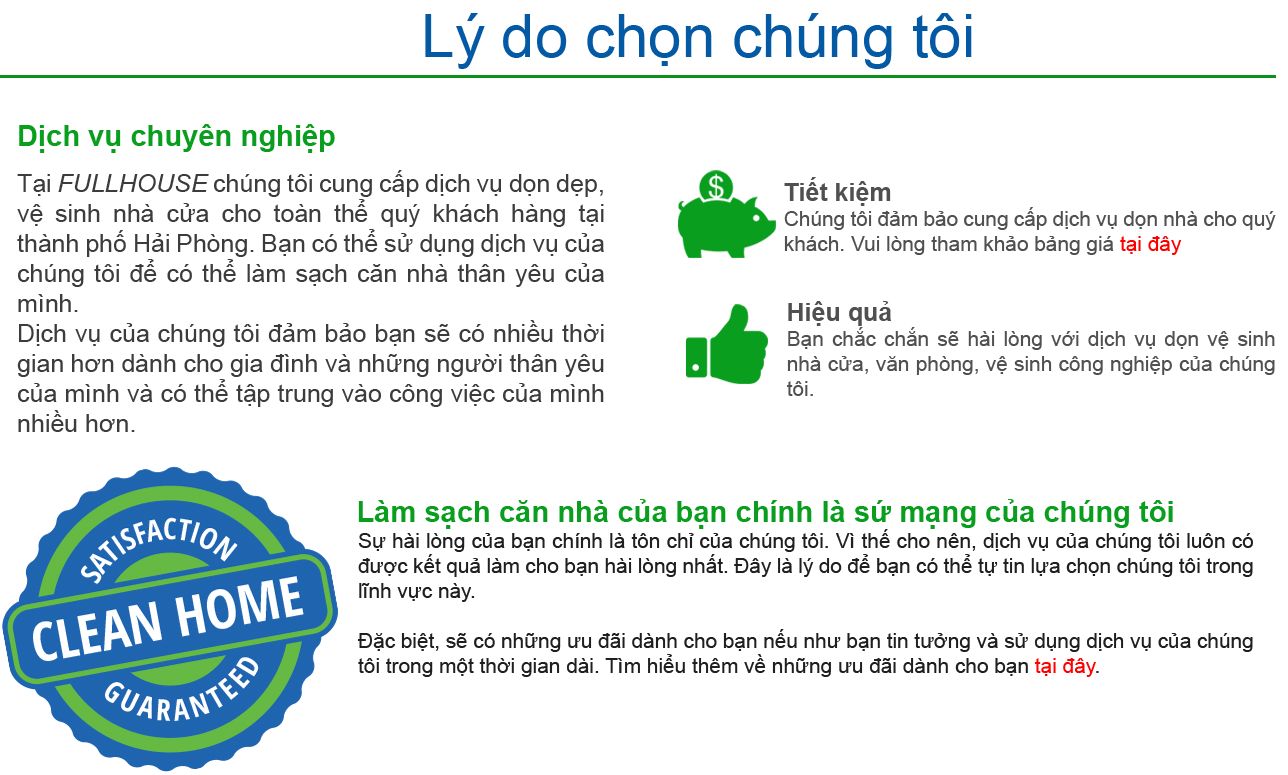 Lý do chọn chúng tôi
Dịch vụ chuyên nghiệp
Tại FULLHOUSE chúng tôi cung cấp dịch vụ dọn dẹp,
vệ sinh nhà cửa cho toàn thể quý khách hàng tại
thành phố Hải Phòng. Bạn có thể sử dụng dịch vụ của
chúng tôi để có thể làm sạch căn nhà thân yêu của
mình.
Dịch vụ của chúng tôi đảm bảo bạn sẽ có nhiều thời
gian hơn dành cho gia đình và những người thân yêu
của mình và có thể tập trung vào công việc của mình
nhiều hơn.
$
Tiết kiệm
Chúng tôi đảm bảo cung cấp dịch vụ dọn nhà cho quý
khách. Vui lòng tham khảo bảng giá tại đây
Hiệu quả
Bạn chắc chắn sẽ hài lòng với dịch vụ dọn vệ sinh
nhà cửa, văn phòng, vệ sinh công nghiệp của chúng
tôi.
SATISFACTION
CLEAN HOME
GUARANTEED
Làm sạch căn nhà của bạn chính là sứ mạng của chúng tôi
Sự hài lòng của bạn chính là tôn chỉ của chúng tôi. Vì thế cho nên, dịch vụ của chúng tôi luôn có
được kết quả làm cho bạn hài lòng nhất. Đây là lý do để bạn có thể tự tin lựa chọn chúng tôi trong
lĩnh vực này.
Đặc biệt, sẽ có những ưu đãi dành cho bạn nếu như bạn tin tưởng và sử dụng dịch vụ của chúng
tôi trong một thời gian dài. Tìm hiểu thêm về những ưu đãi dành cho bạn tại đây.